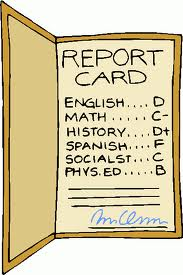 REPORT
CARD
ENGLISH.... D
MATH ..... C-
HISTORY.... D+
SPANISH.... F
SOCIALST... C
PHYS.ED ... B